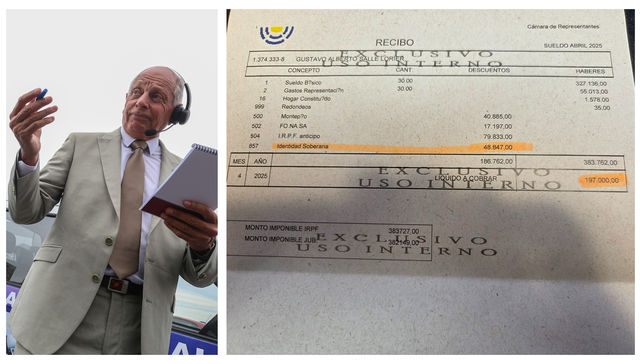 Cámara de Representantes
RECIBO
SUELDO ABRIL 2025
1.374.333-8 GUSTAVO ALBERTO SALLE LORIER
EXCLUSIVO
USO INTERNO
CONCEPTO CANT. DESCUENTOS HABERES
1 Sueldo B?sico 30.00 327.136,00
2 Gastos Representaci?n 30.00 55.013,00
16 Hogar Constitu?do 1.578,00
999 Redondeos 35,00
500 Montep?o 40.885,00
502 FO.NA.SA 17.197,00
504 I.R.P.F. anticipo 79.833,00
857 Identidad Soberana 48.847,00
186.762,00 383.762,00
MES AÑO
EXCLUSIVO
4 2025 LIQUIDO A COBRAR 197.000,00
USO INTERNO
MONTO IMPONIBLE IRPF 383727,00
EXCLUSIVO
MONTO IMPONIBLE JUB 382149,00
USO INTERNO